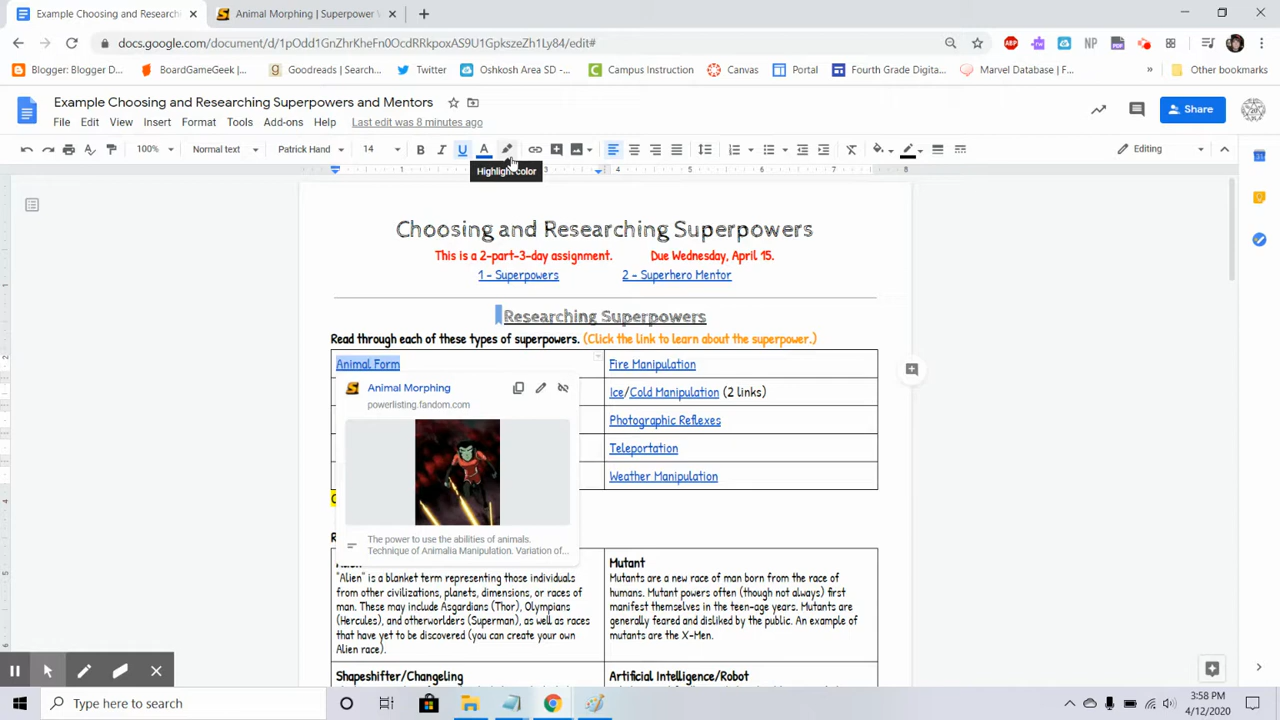 Example Choosing and Researchin
Animal Morphing | Superpower W
docs.google.com/document/d/1pOdd1GnZhrKheFn0OcdRRkpoxAS9U1GpkszeZh1Ly84/edit#
ABP
NP
PDF
Blogger: Blogger D...
BoardGameGeek |...
Goodreads | Search...
Twitter
Oshkosh Area SD -...
Campus Instruction
Canvas
Portal
Fourth Grade Digita...
Marvel Database | F...
»
Other bookmarks
Example Choosing and Researching Superpowers and Mentors
File Edit View Insert Format Tools Add-ons Help Last edit was 8 minutes ago
Share
100% Normal text Patrick Hand 14 B I U A Editing
Highlight color
1 2 3 4 5 6 7 8
Choosing and Researching Superpowers
This is a 2-part-3-day assignment. Due Wednesday, April 15.
1 - Superpowers 2 - Superhero Mentor
Researching Superpowers
Read through each of these types of superpowers. (Click the link to learn about the superpower.)
Animal Form
Fire Manipulation
Animal Morphing
powerlisting.fandom.com
Ice/Cold Manipulation (2 links)
Photographic Reflexes
Teleportation
Weather Manipulation
The power to use the abilities of animals.
Technique of Animalia Manipulation. Variation of...
"Alien" is a blanket term representing those individuals
from other civilizations, planets, dimensions, or races of
man. These may include Asgardians (Thor), Olympians
(Hercules), and otherworlders (Superman), as well as races
that have yet to be discovered (you can create your own
Alien race).
Mutant
Mutants are a new race of man born from the race of
humans. Mutant powers often (though not always) first
manifest themselves in the teen-age years. Mutants are
generally feared and disliked by the public. An example of
mutants are the X-Men.
Shapeshifter/Changeling
Artificial Intelligence/Robot
Type here to search
3:58 PM
4/12/2020